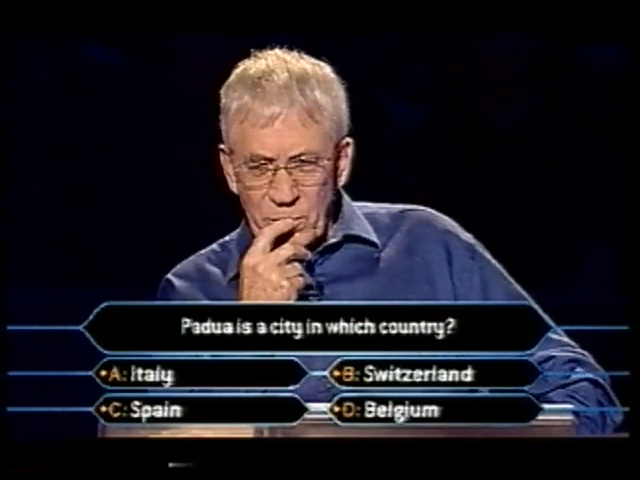 Padua is a city in which country?
A: Italy
B: Switzerland
C: Spain
D: Belgium